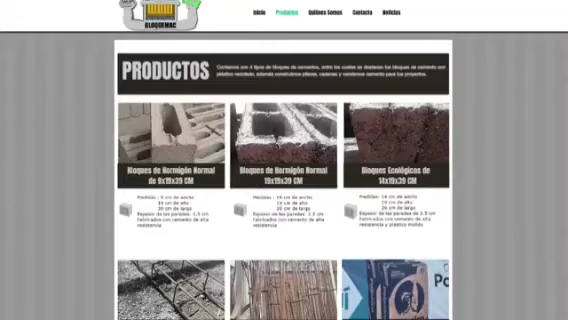 BLOQUEMAC
Inicio Productos Quiénes Somos Contacto Noticias
PRODUCTOS
Contamos con 4 tipos de bloques de cementos, entre los cuales se destacan los bloques de cemento con
plástico reciclado, además construimos pilares, cadenas y vendemos cemento para tus proyectos.
Bloques de Hormigón Normal
de 9x19x39 CM
Bloques de Hormigón Normal
19x19x39 CM
Bloques Ecológicos de
14x19x39 CM
Medidas : 9 cm de ancho
19 cm de alto
39 cm de largo
Espesor de las paredes: 2.5 cm
Fabricados con cemento de alta
resistencia
Medidas : 19 cm de ancho
19 cm de alto
39 cm de largo
Espesor de las paredes: 2.5 cm
Fabricados con cemento de alta
resistencia
Medidas : 14 cm de ancho
19 cm de alto
39 cm de largo
Espesor de las paredes de 2.5 cm
Fabricados con cemento de alta
resistencia y plástico molido
Po